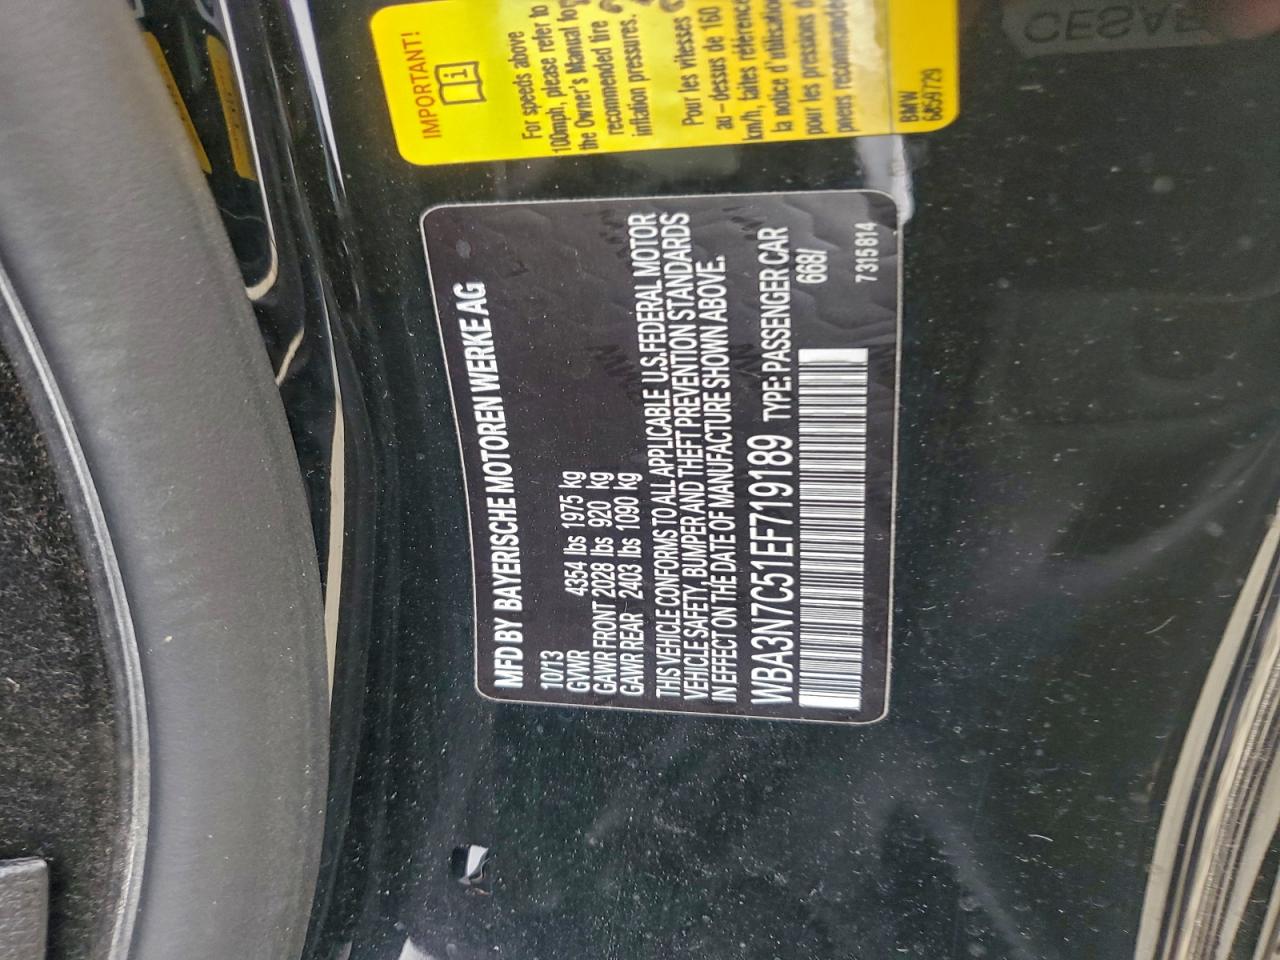 IMPORTANT!
For speeds above
100mph, please refer to
the Owner's Manual for
recommended tire
inflation pressures.
Pour les vitesses
au-dessus de 160
km/h, faites référence
la notice d'utilisation
pour les pressions
pneus recommandées
BMW
MFD BY BAYERISCHE MOTOREN WERKE AG
10/13
GVWR 4354 lbs 1975 kg
GAWR FRONT 2028 lbs 920 kg
GAWR REAR 2403 lbs 1090 kg
THIS VEHICLE CONFORMS TO ALL APPLICABLE U.S.FEDERAL MOTOR
VEHICLE SAFETY, BUMPER AND THEFT PREVENTION STANDARDS
IN EFFECT ON THE DATE OF MANUFACTURE SHOWN ABOVE.
WBA3N7C51EF719189 TYPE: PASSENGER CAR
668/
7315814